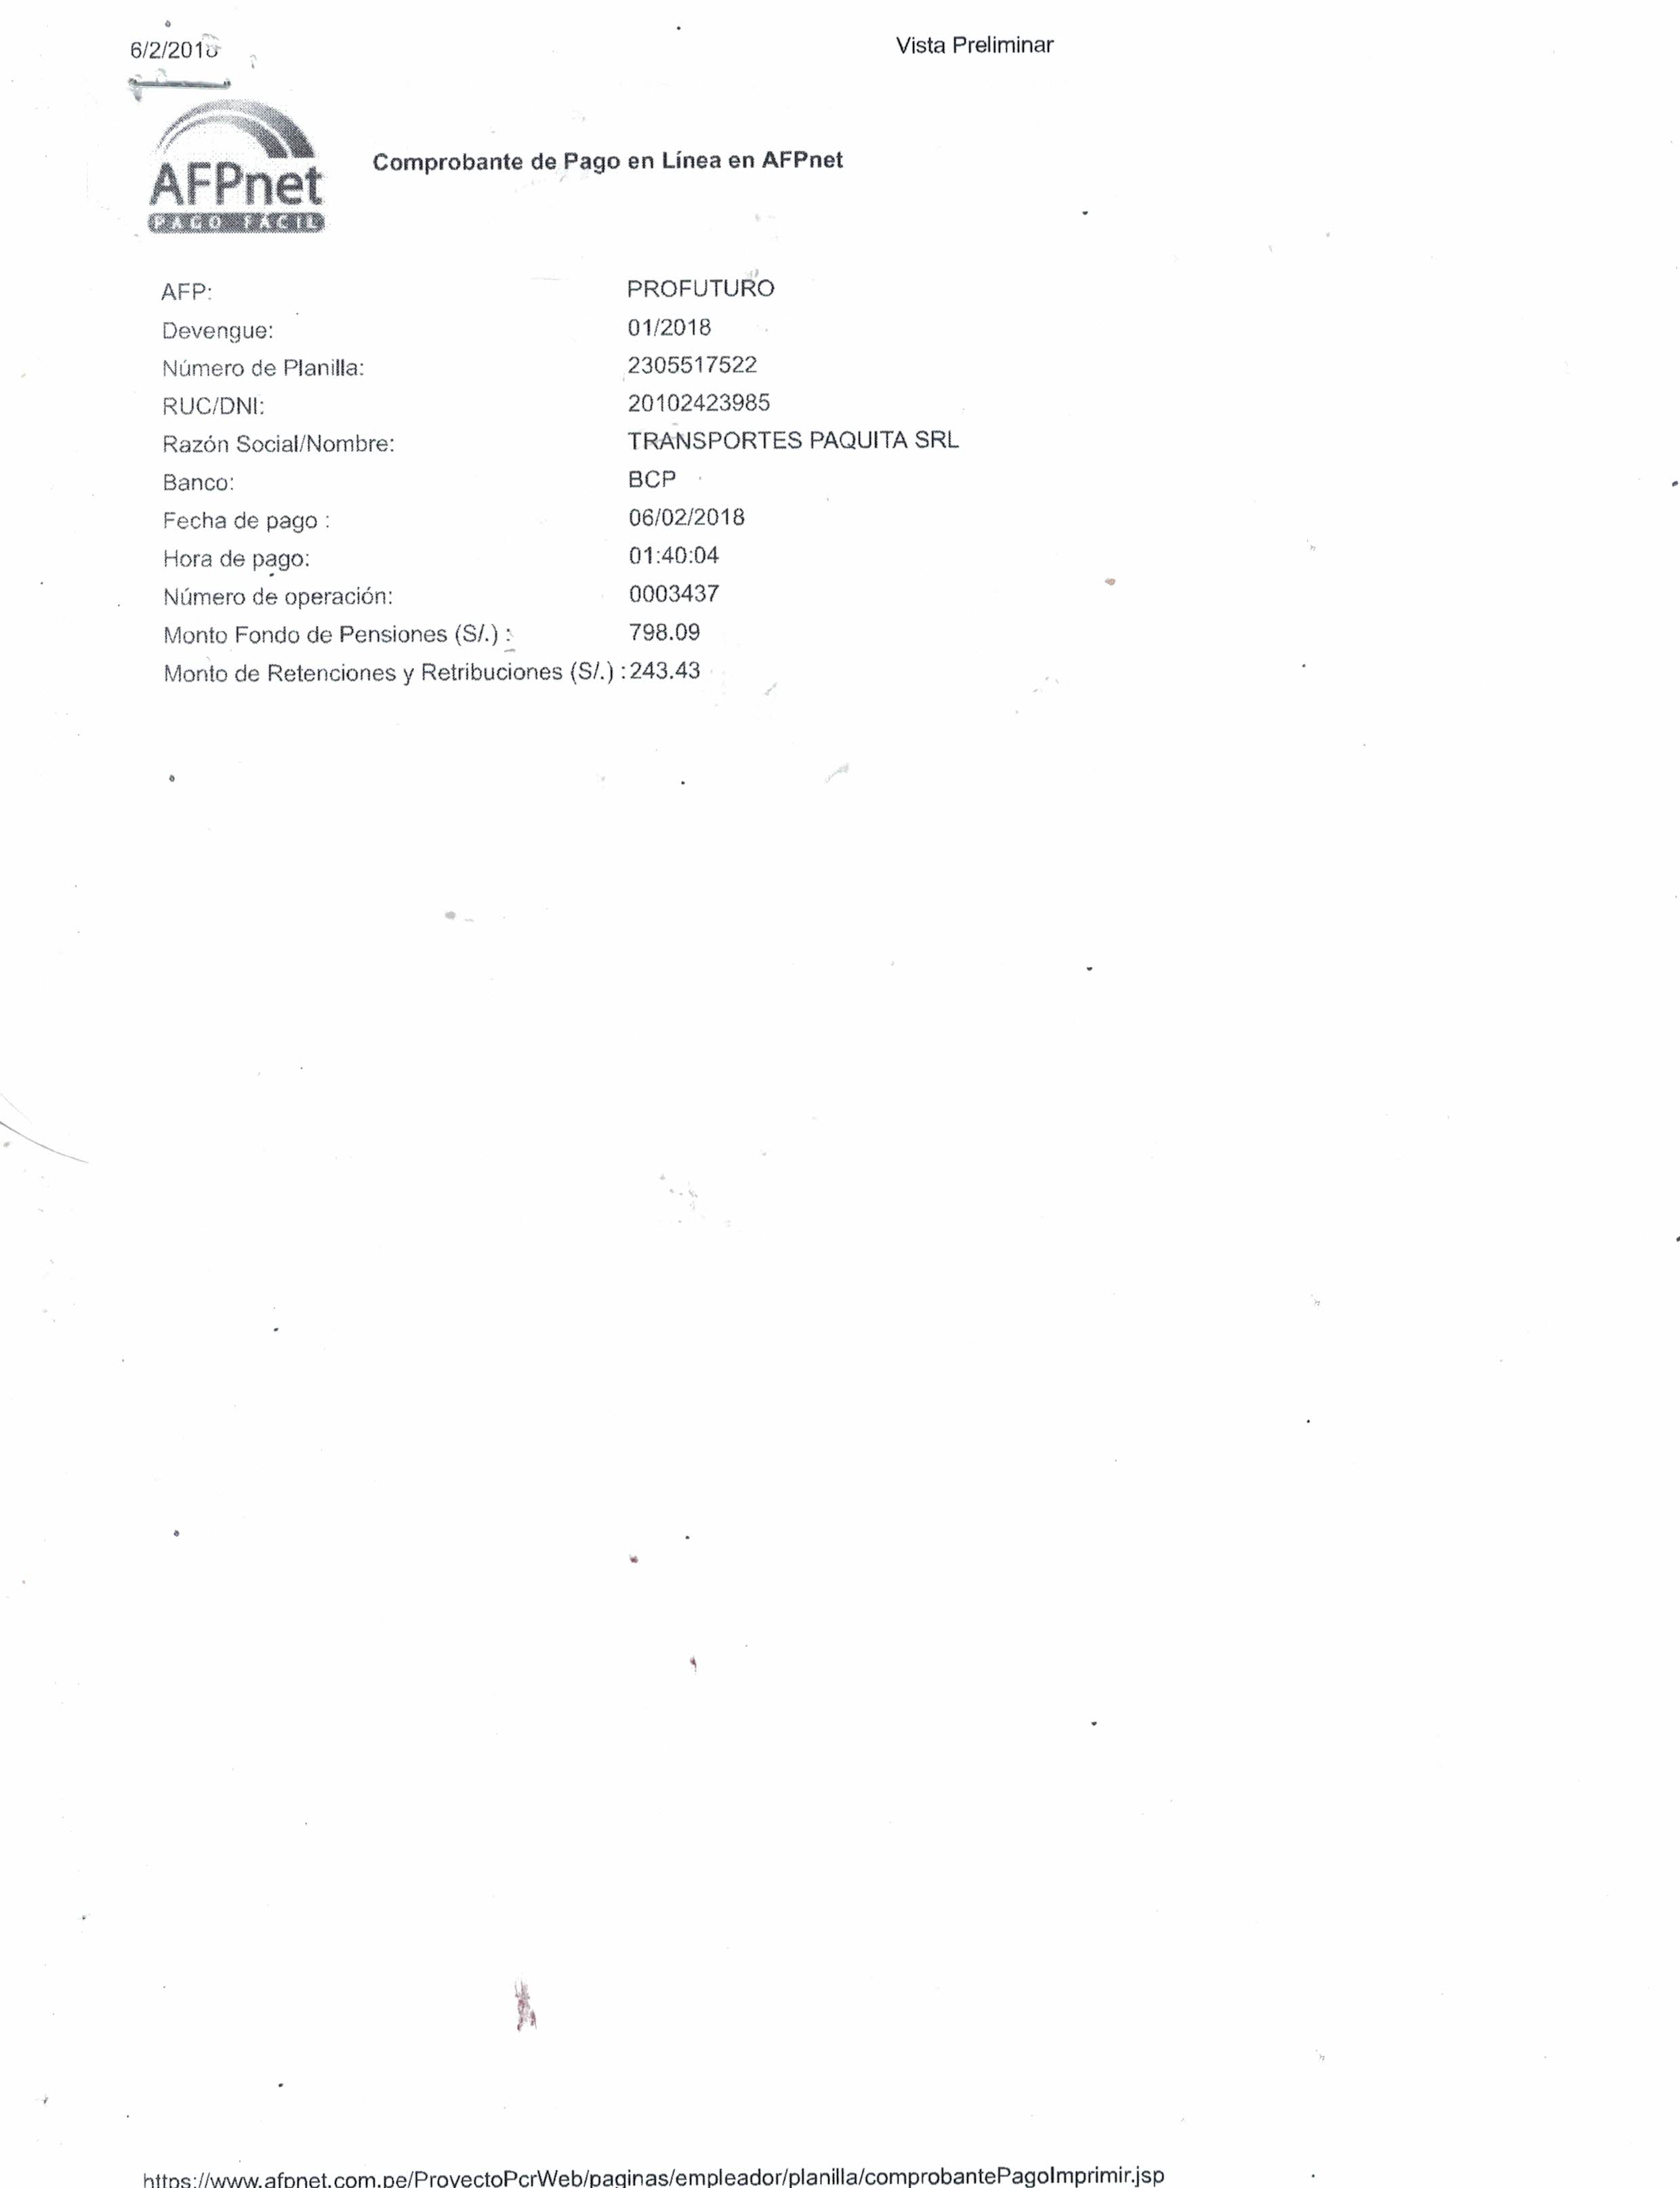 6/2/2018
Vista Preliminar
AFPnet
PAGO FÁCIL
Comprobante de Pago en Línea en AFPnet
AFP: PROFUTURO
Devengue: 01/2018
Número de Planilla: 2305517522
RUC/DNI: 20102423985
Razón Social/Nombre: TRANSPORTES PAQUITA SRL
Banco: BCP
Fecha de pago : 06/02/2018
Hora de pago: 01:40:04
Número de operación: 0003437
Monto Fondo de Pensiones (S/.) : 798.09
Monto de Retenciones y Retribuciones (S/.) : 243.43
https://www.afpnet.com.pe/ProyectoPcrWeb/paginas/empleador/planilla/comprobantePagoImprimir.jsp